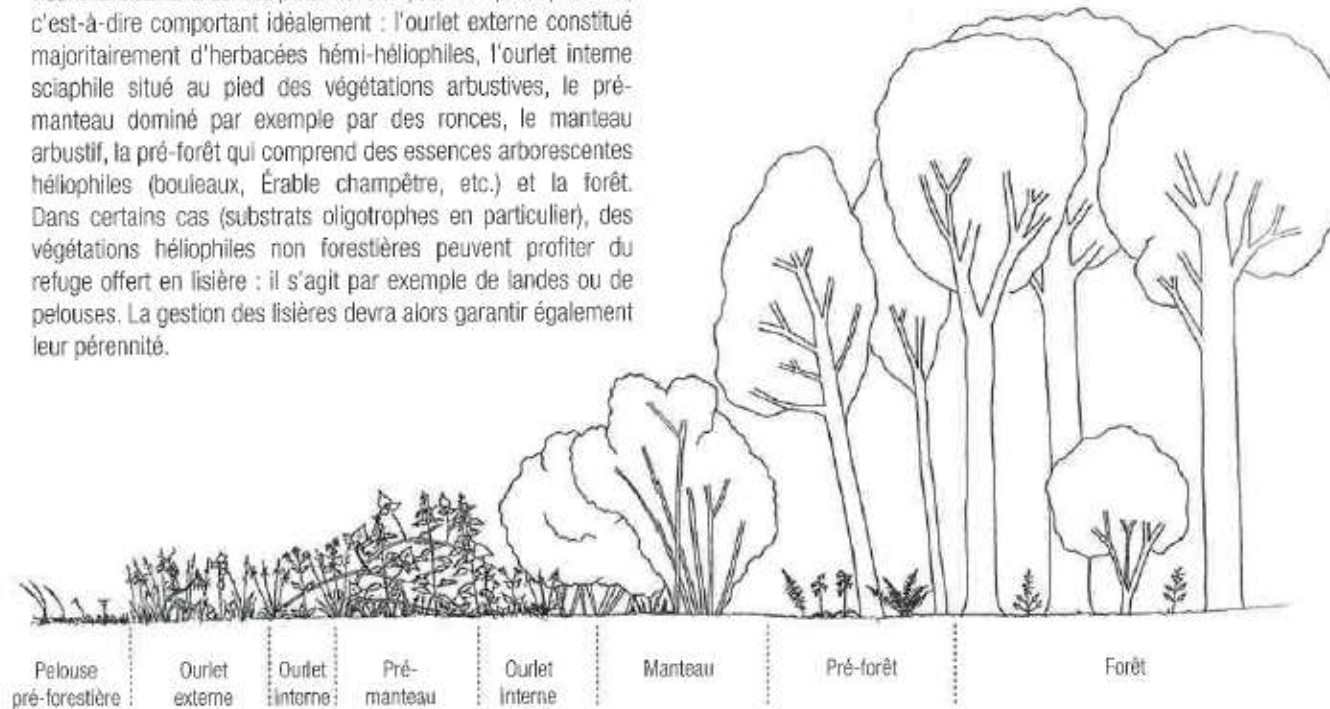 c'est-à-dire comportant idéalement : l'ourlet externe constitué
majoritairement d'herbacées hémi-héliophiles, l'ourlet interne
sciaphile situé au pied des végétations arbustives, le pré-
manteau dominé par exemple par des ronces, le manteau
arbustif, la pré-forêt qui comprend des essences arborescentes
héliophiles (bouleaux, Érable champêtre, etc.) et la forêt.
Dans certains cas (substrats oligotrophes en particulier), des
végétations héliophiles non forestières peuvent profiter du
refuge offert en lisière : il s'agit par exemple de landes ou de
pelouses. La gestion des lisières devra alors garantir également
leur pérennité.
Pelouse
pré-forestière
Ourlet
externe
Ourlet
interne
Pré-
manteau
Ourlet
interne
Manteau
Pré-forêt
Forêt